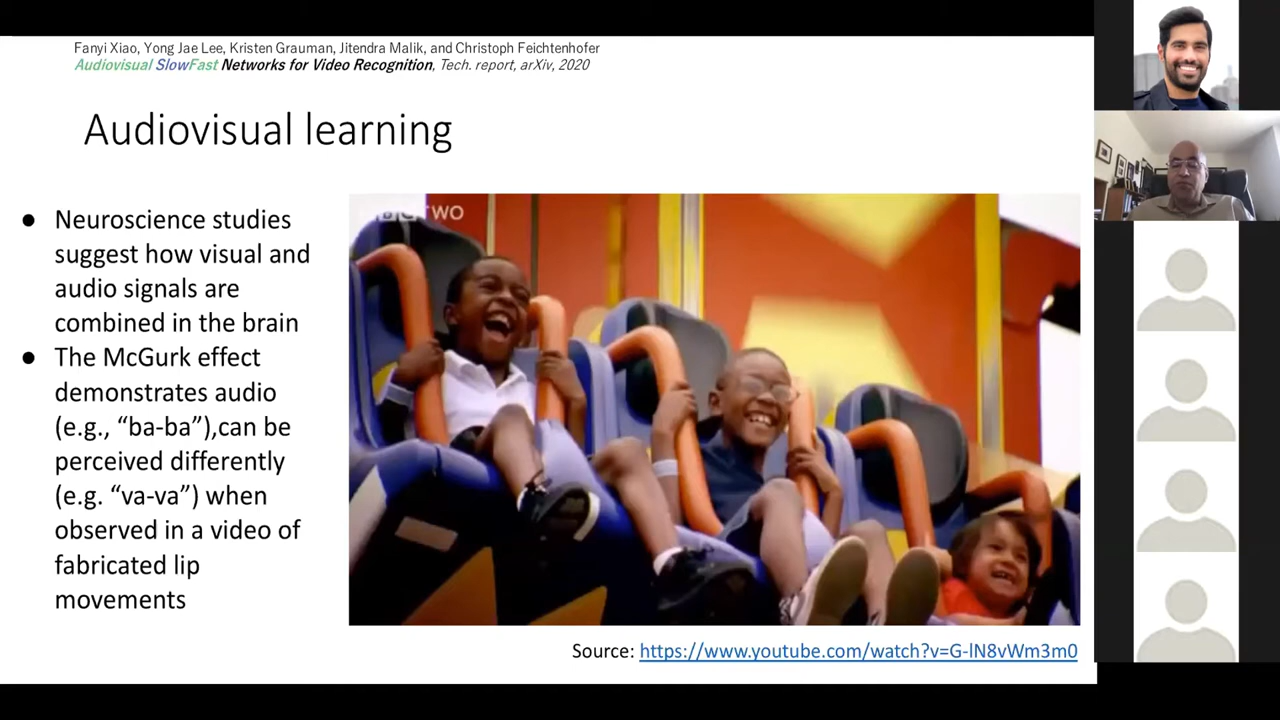 Fanyi Xiao, Yong Jae Lee, Kristen Grauman, Jitendra Malik, and Christoph Feichtenhofer
Audiovisual SlowFast Networks for Video Recognition, Tech. report, arXiv, 2020
Audiovisual learning
● Neuroscience studies
suggest how visual and
audio signals are
combined in the brain
● The McGurk effect
demonstrates audio
(e.g., “ba-ba”),can be
perceived differently
(e.g. “va-va”) when
observed in a video of
fabricated lip
movements
BBC TWO
Source: https://www.youtube.com/watch?v=G-lN8vWm3m0